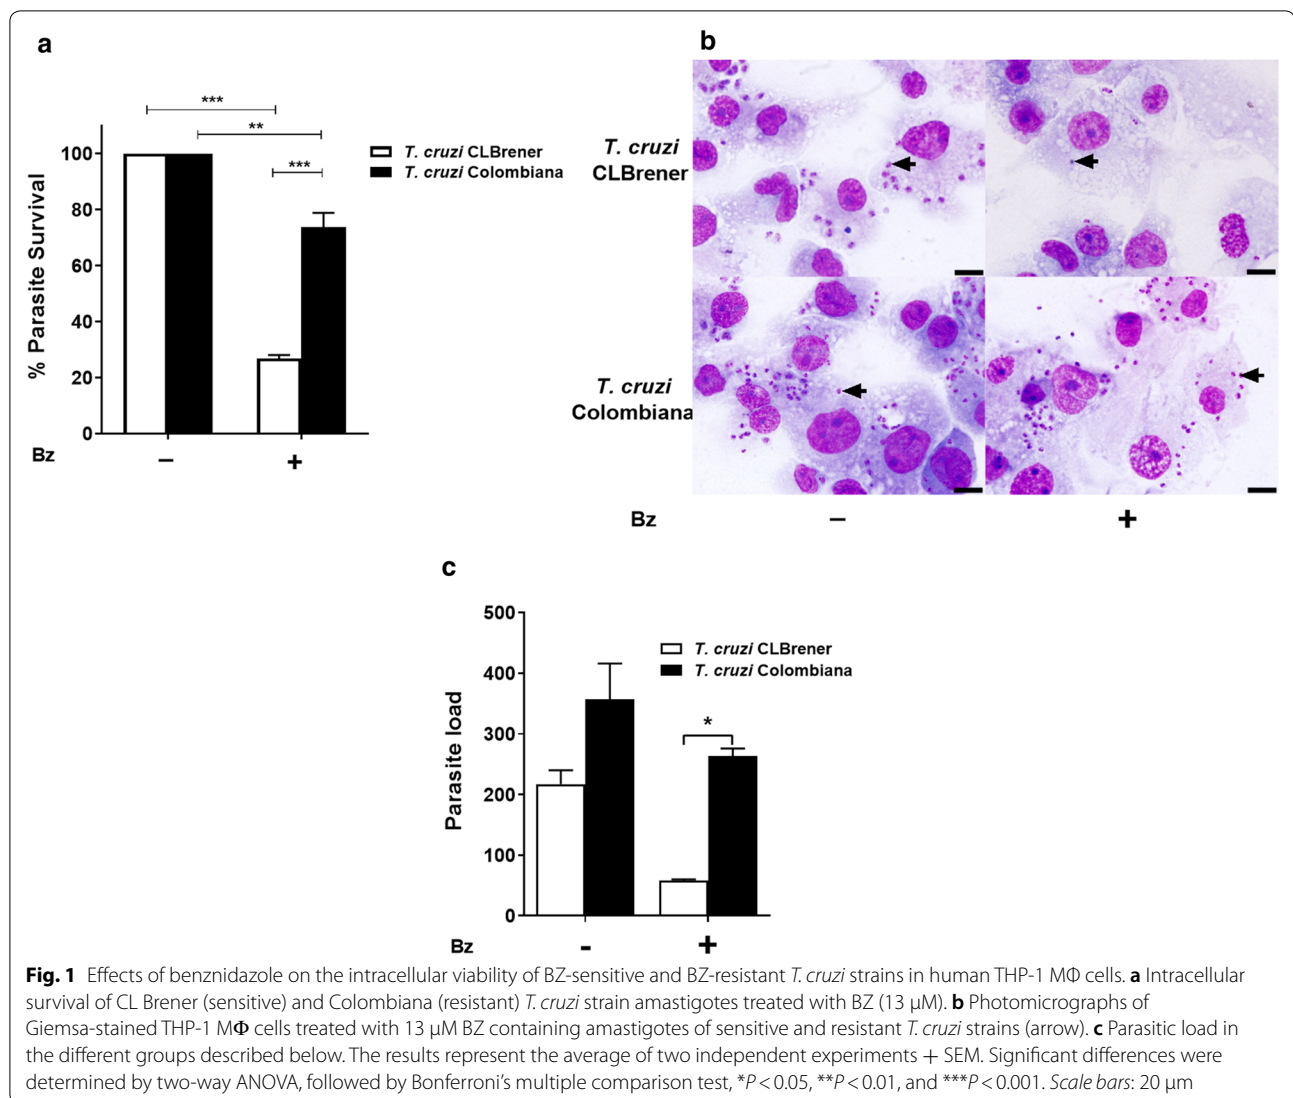 a
***
**
***
100
80
60
40
20
0
% Parasite Survival
T. cruzi CLBrener
T. cruzi Colombiana
Bz
−
+
b
T. cruzi
CLBrener
T. cruzi
Colombiana
Bz
−
+
c
500
400
300
200
100
0
Parasite load
T. cruzi CLBrener
T. cruzi Colombiana
*
Bz
-
+
Fig. 1 Effects of benznidazole on the intracellular viability of BZ-sensitive and BZ-resistant T. cruzi strains in human THP-1 MΦ cells. a Intracellular
survival of CL Brener (sensitive) and Colombiana (resistant) T. cruzi strain amastigotes treated with BZ (13 µM). b Photomicrographs of
Giemsa-stained THP-1 MΦ cells treated with 13 µM BZ containing amastigotes of sensitive and resistant T. cruzi strains (arrow). c Parasitic load in
the different groups described below. The results represent the average of two independent experiments + SEM. Significant differences were
determined by two-way ANOVA, followed by Bonferroni's multiple comparison test, *P < 0.05, **P < 0.01, and ***P < 0.001. Scale bars: 20 µm